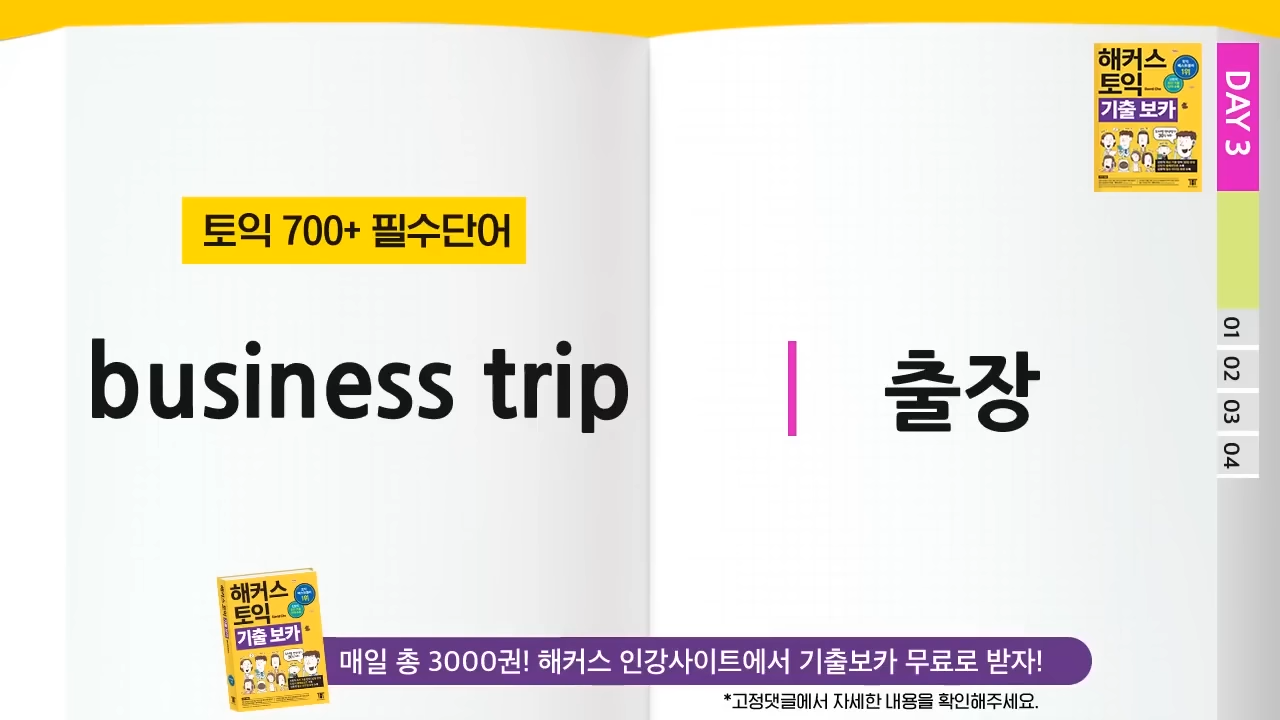 해커스
토익
기출 보카
DAY 3
토익 700+ 필수단어
business trip
출장
01
02
03
04
해커스
토익
기출 보카
매일 총 3000권! 해커스 인강사이트에서 기출보카 무료로 받자!
*고정댓글에서 자세한 내용을 확인해주세요.